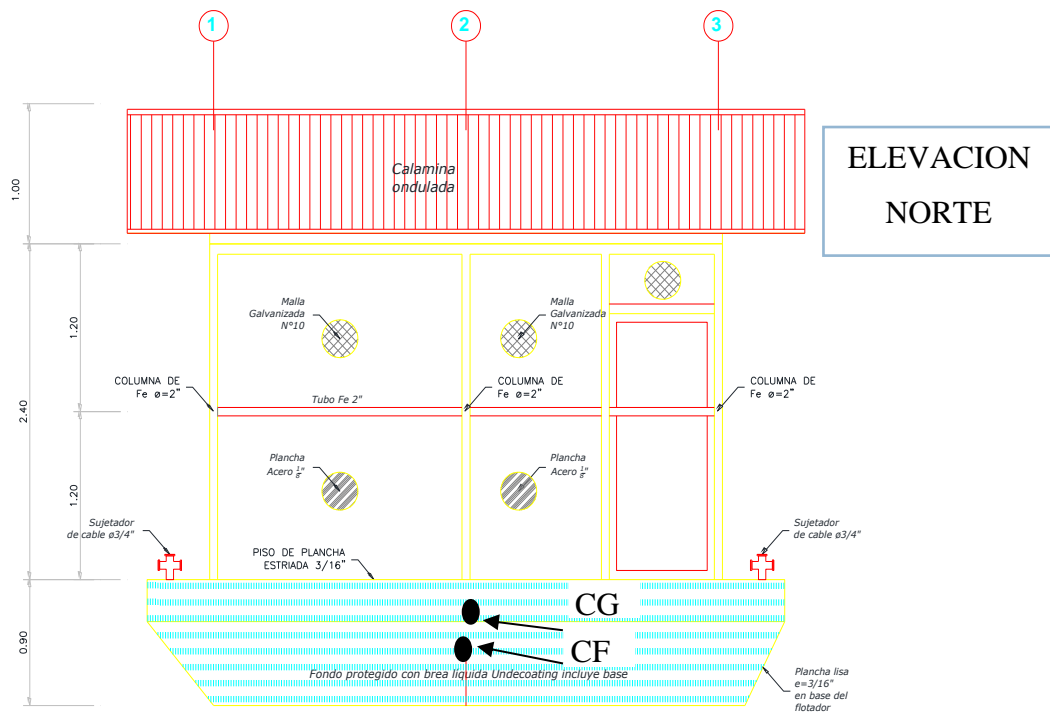 1
2
3
1.00
Calamina
ondulada
ELEVACION
NORTE
2.40
1.20
Malla
Galvanizada
N°10
Malla
Galvanizada
N°10
COLUMNA DE
Fe ø=2"
Tubo Fe 2"
COLUMNA DE
Fe ø=2"
COLUMNA DE
Fe ø=2"
1.20
Plancha
Acero 1/8"
Plancha
Acero 1/8"
Sujetador
de cable ø3/4"
Sujetador
de cable ø3/4"
PISO DE PLANCHA
ESTRIADA 3/16"
0.90
CG
CF
Fondo protegido con brea líquida Undecoating incluye base
Plancha lisa
e=3/16"
en base del
flotador